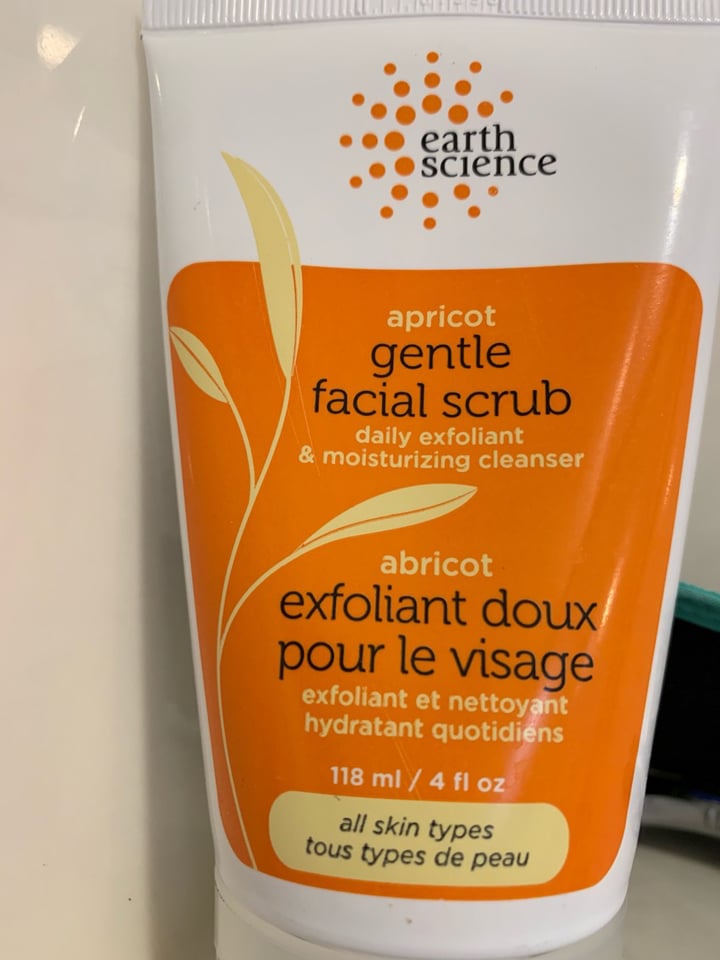 earth
science
apricot
gentle
facial scrub
daily exfoliant
& moisturizing cleanser
abricot
exfoliant doux
pour le visage
exfoliant et nettoyant
hydratant quotidiens
118 ml / 4 fl oz
all skin types
tous types de peau